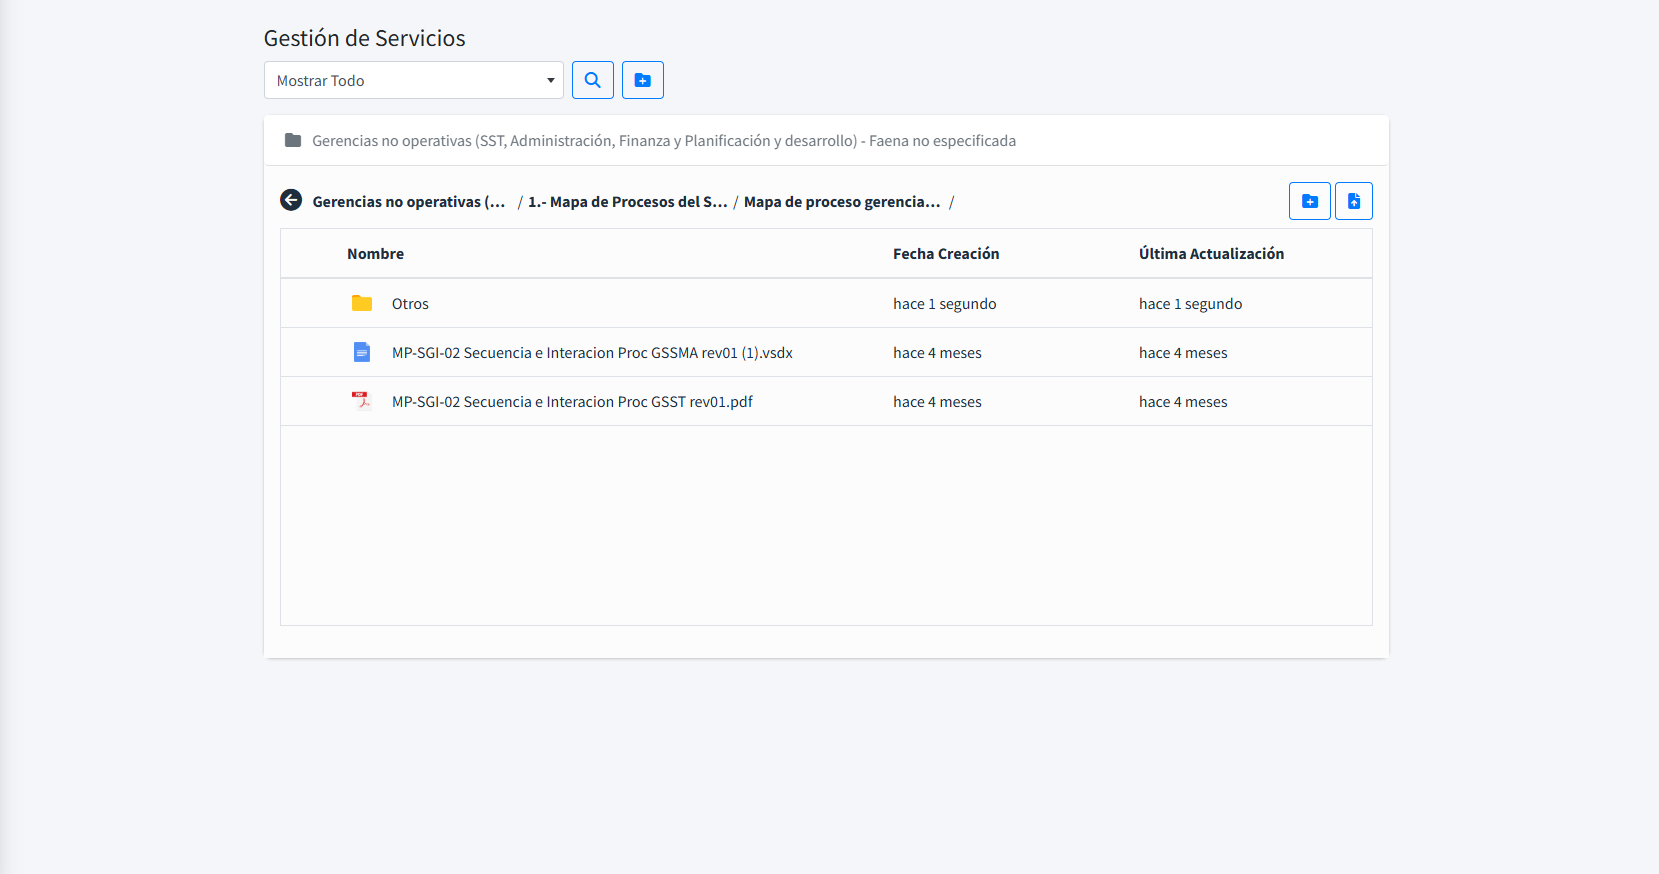 Gestión de Servicios
Mostrar Todo
Gerencias no operativas (SST, Administración, Finanza y Planificación y desarrollo) - Faena no especificada
Gerencias no operativas (... / 1.- Mapa de Procesos del S... / Mapa de proceso gerencia... /
Nombre Fecha Creación Última Actualización
Otros hace 1 segundo hace 1 segundo
MP-SGI-02 Secuencia e Interacion Proc GSSMA rev01 (1).vsdx hace 4 meses hace 4 meses
PDF MP-SGI-02 Secuencia e Interacion Proc GSST rev01.pdf hace 4 meses hace 4 meses